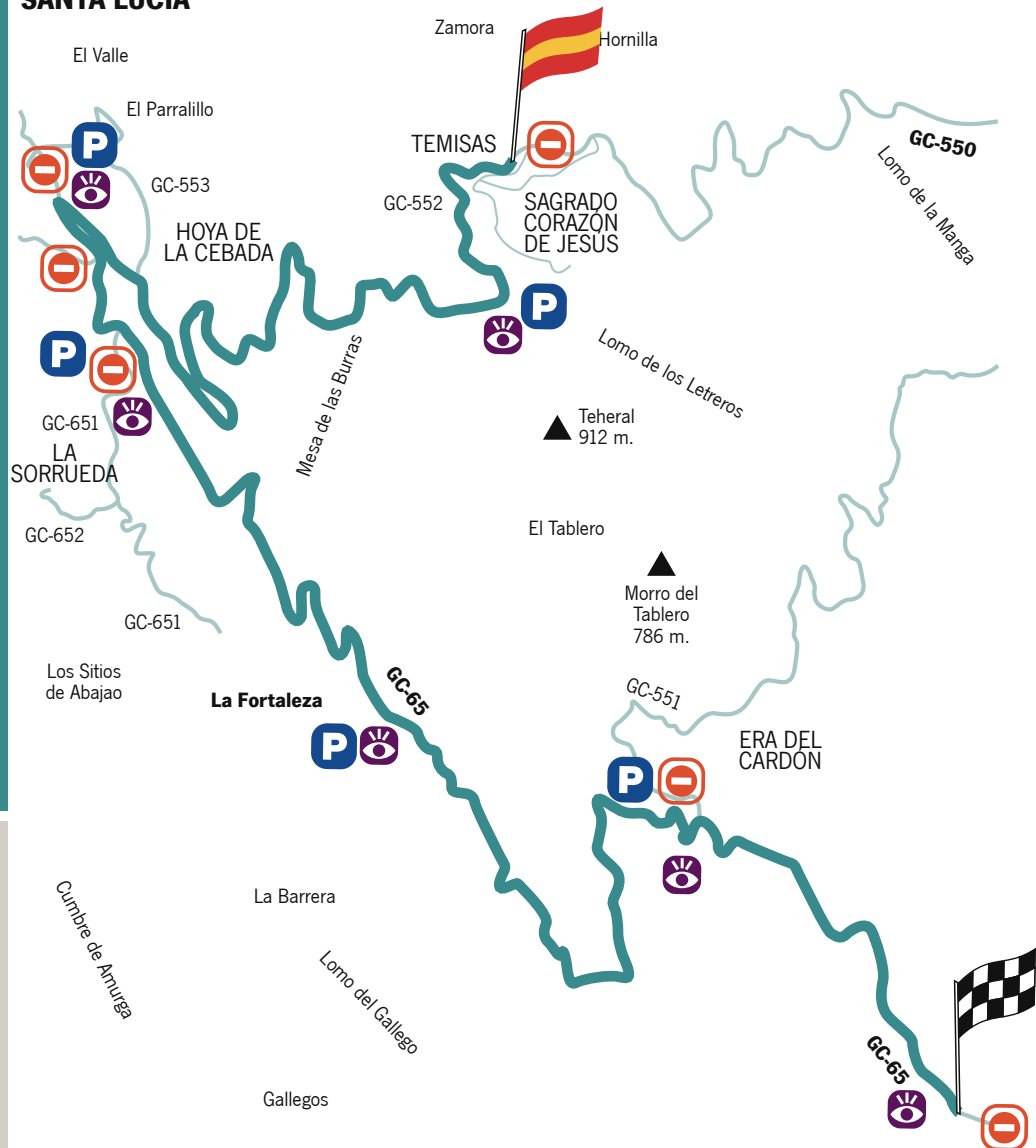 SANTA LUCÍA
Zamora
Hornilla
El Valle
El Parralillo
P
TEMISAS
GC-550
Lomo de la Manga
GC-553
GC-552
SAGRADO
CORAZÓN
DE JESÚS
HOYA DE
LA CEBADA
P
P
Mesa de las Burras
Lomo de los Letreros
GC-651
Teheral
912 m.
LA
SORRUEDA
GC-652
El Tablero
GC-651
Morro del
Tablero
786 m.
Los Sitios
de Abajao
La Fortaleza
GC-65
GC-551
P
ERA DEL
CARDÓN
P
Cumbre de Amurga
La Barrera
Lomo del Gallego
GC-65
Gallegos